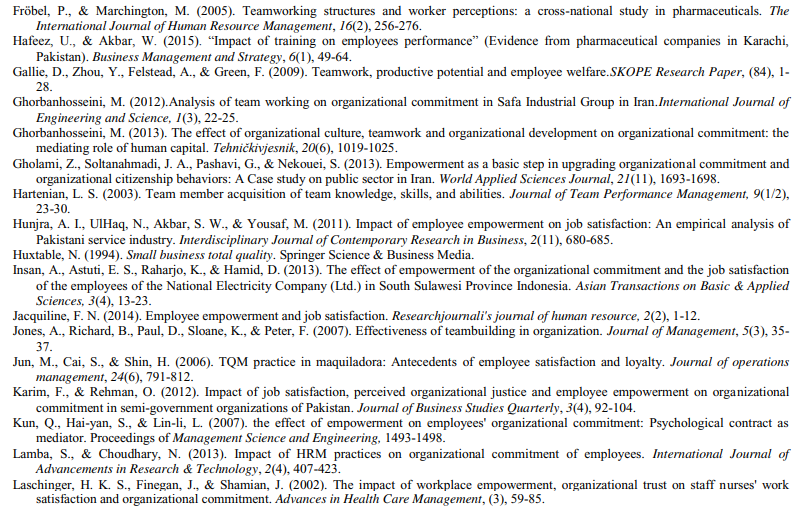 Fröbel, P., & Marchington, M. (2005). Teamworking structures and worker perceptions: a cross-national study in pharmaceuticals. The
International Journal of Human Resource Management, 16(2), 256-276.
Hafeez, U., & Akbar, W. (2015). “Impact of training on employees performance” (Evidence from pharmaceutical companies in Karachi,
Pakistan). Business Management and Strategy, 6(1), 49-64.
Gallie, D., Zhou, Y., Felstead, A., & Green, F. (2009). Teamwork, productive potential and employee welfare.SKOPE Research Paper, (84), 1-
28.
Ghorbanhosseini, M. (2012).Analysis of team working on organizational commitment in Safa Industrial Group in Iran.International Journal of
Engineering and Science, 1(3), 22-25.
Ghorbanhosseini, M. (2013). The effect of organizational culture, teamwork and organizational development on organizational commitment: the
mediating role of human capital. Tehničkivjesnik, 20(6), 1019-1025.
Gholami, Z., Soltanahmadi, J. A., Pashavi, G., & Nekouei, S. (2013). Empowerment as a basic step in upgrading organizational commitment and
organizational citizenship behaviors: A Case study on public sector in Iran. World Applied Sciences Journal, 21(11), 1693-1698.
Hartenian, L. S. (2003). Team member acquisition of team knowledge, skills, and abilities. Journal of Team Performance Management, 9(1/2),
23-30.
Hunjra, A. I., UlHaq, N., Akbar, S. W., & Yousaf, M. (2011). Impact of employee empowerment on job satisfaction: An empirical analysis of
Pakistani service industry. Interdisciplinary Journal of Contemporary Research in Business, 2(11), 680-685.
Huxtable, N. (1994). Small business total quality. Springer Science & Business Media.
Insan, A., Astuti, E. S., Raharjo, K., & Hamid, D. (2013). The effect of empowerment of the organizational commitment and the job satisfaction
of the employees of the National Electricity Company (Ltd.) in South Sulawesi Province Indonesia. Asian Transactions on Basic & Applied
Sciences, 3(4), 13-23.
Jacquiline, F. N. (2014). Employee empowerment and job satisfaction. Researchjournali's journal of human resource, 2(2), 1-12.
Jones, A., Richard, B., Paul, D., Sloane, K., & Peter, F. (2007). Effectiveness of teambuilding in organization. Journal of Management, 5(3), 35-
37.
Jun, M., Cai, S., & Shin, H. (2006). TQM practice in maquiladora: Antecedents of employee satisfaction and loyalty. Journal of operations
management, 24(6), 791-812.
Karim, F., & Rehman, O. (2012). Impact of job satisfaction, perceived organizational justice and employee empowerment on organizational
commitment in semi-government organizations of Pakistan. Journal of Business Studies Quarterly, 3(4), 92-104.
Kun, Q., Hai-yan, S., & Lin-li, L. (2007). the effect of empowerment on employees' organizational commitment: Psychological contract as
mediator. Proceedings of Management Science and Engineering, 1493-1498.
Lamba, S., & Choudhary, N. (2013). Impact of HRM practices on organizational commitment of employees. International Journal of
Advancements in Research & Technology, 2(4), 407-423.
Laschinger, H. K. S., Finegan, J., & Shamian, J. (2002). The impact of workplace empowerment, organizational trust on staff nurses' work
satisfaction and organizational commitment. Advances in Health Care Management, (3), 59-85.